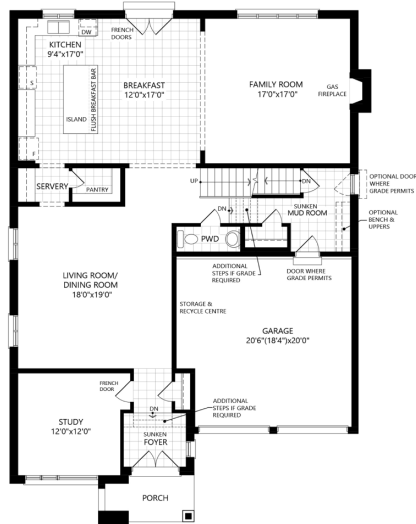 KITCHEN
9'4"x17'0"
DW
FRENCH
DOORS
S
F
ISLAND
FLUSH BREAKFAST BAR
BREAKFAST
12'0"x17'0"
FAMILY ROOM
17'0"x17'0"
GAS
FIREPLACE
SERVERY
PANTRY
UP
DN
OPTIONAL DOOR
WHERE
GRADE PERMITS
DN
SUNKEN
MUD ROOM
OPTIONAL
BENCH &
UPPERS
PWD
LIVING ROOM/
DINING ROOM
18'0"x19'0"
ADDITIONAL
STEPS IF GRADE
REQUIRED
DOOR WHERE
GRADE PERMITS
STORAGE &
RECYCLE CENTRE
GARAGE
20'6"(18'4")x20'0"
FRENCH
DOOR
DN
ADDITIONAL
STEPS IF GRADE
REQUIRED
STUDY
12'0"x12'0"
SUNKEN
FOYER
PORCH